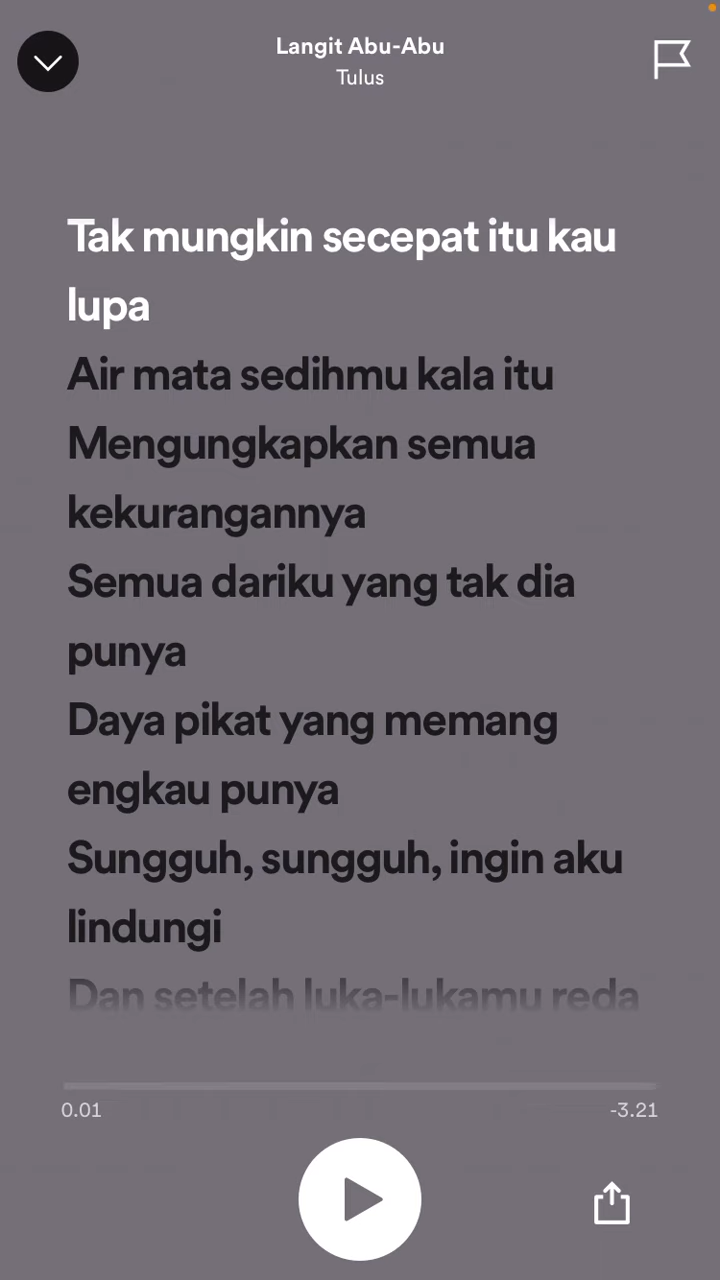 Langit Abu-Abu
Tulus
Tak mungkin secepat itu kau
lupa
Air mata sedihmu kala itu
Mengungkapkan semua
kekurangannya
Semua dariku yang tak dia
punya
Daya pikat yang memang
engkau punya
Sungguh, sungguh, ingin aku
lindungi
Dan setelah luka-lukamu reda
0.01
-3.21